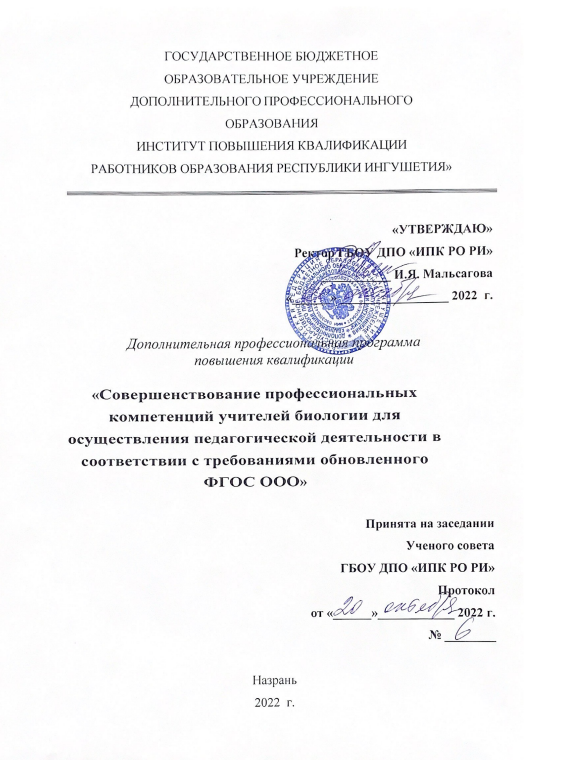 ГОСУДАРСТВЕННОЕ БЮДЖЕТНОЕ
ОБРАЗОВАТЕЛЬНОЕ УЧРЕЖДЕНИЕ
ДОПОЛНИТЕЛЬНОГО ПРОФЕССИОНАЛЬНОГО
ОБРАЗОВАНИЯ
ИНСТИТУТ ПОВЫШЕНИЯ КВАЛИФИКАЦИИ
РАБОТНИКОВ ОБРАЗОВАНИЯ РЕСПУБЛИКИ ИНГУШЕТИЯ»
«УТВЕРЖДАЮ»
Ректор ГБОУ ДПО «ИПК РО РИ»
И.Я. Мальсагова
2022 г.
Дополнительная профессиональная программа
повышения квалификации
«Совершенствование профессиональных
компетенций учителей биологии для
осуществления педагогической деятельности в
соответствии с требованиями обновленного
ФГОС ООО»
Принята на заседании
Ученого совета
ГБОУ ДПО «ИПК РО РИ»
Протокол
от «20» октября 2022 г.
№ 6
Назрань
2022 г.